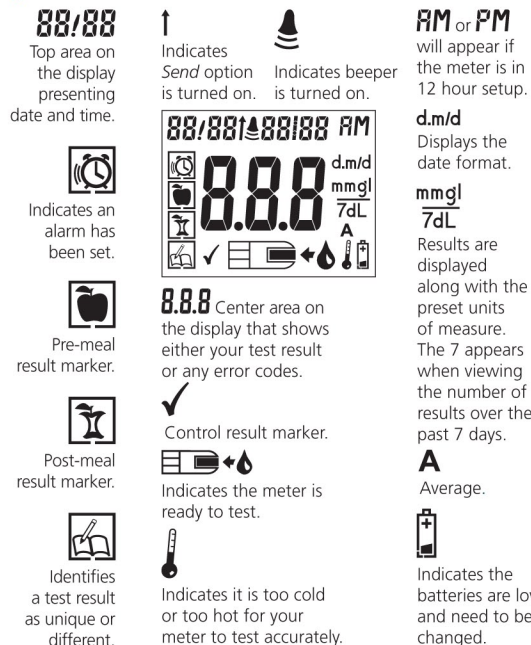 88/88
Top area on
the display
presenting
date and time.
Indicates an
alarm has
been set.
Pre-meal
result marker.
Post-meal
result marker.
Identifies
a test result
as unique or
different.
Indicates
Send option
is turned on.
Indicates beeper
is turned on.
88/88 88:88 AM
8.8.8
d.m/d
mmgl
7dL
A
8.8.8 Center area on
the display that shows
either your test result
or any error codes.
Control result marker.
Indicates the meter is
ready to test.
Indicates it is too cold
or too hot for your
meter to test accurately.
AM or PM
will appear if
the meter is in
12 hour setup.
d.m/d
Displays the
date format.
mmgl
7dL
Results are
displayed
along with the
preset units
of measure.
The 7 appears
when viewing
the number of
results over the
past 7 days.
A
Average.
Indicates the
batteries are
and need to be
changed.